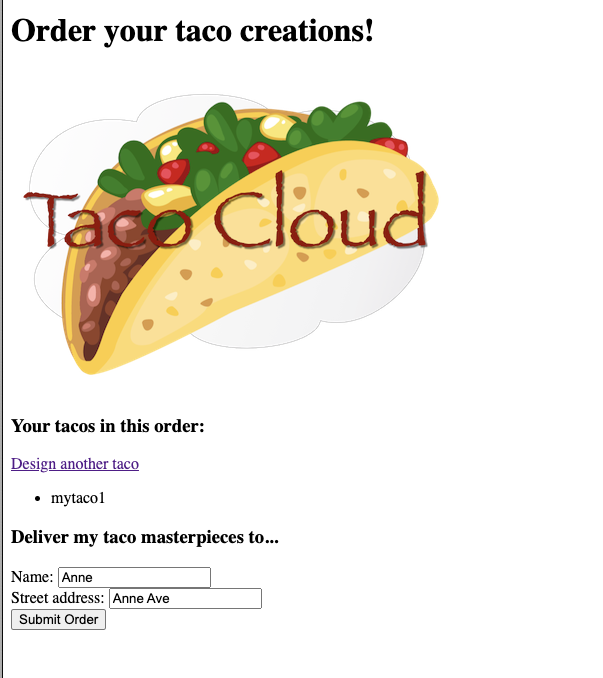 Order your taco creations!
Taco Cloud
Your tacos in this order:
Design another taco
mytaco1
Deliver my taco masterpieces to...
Name: Anne
Street address: Anne Ave
Submit Order